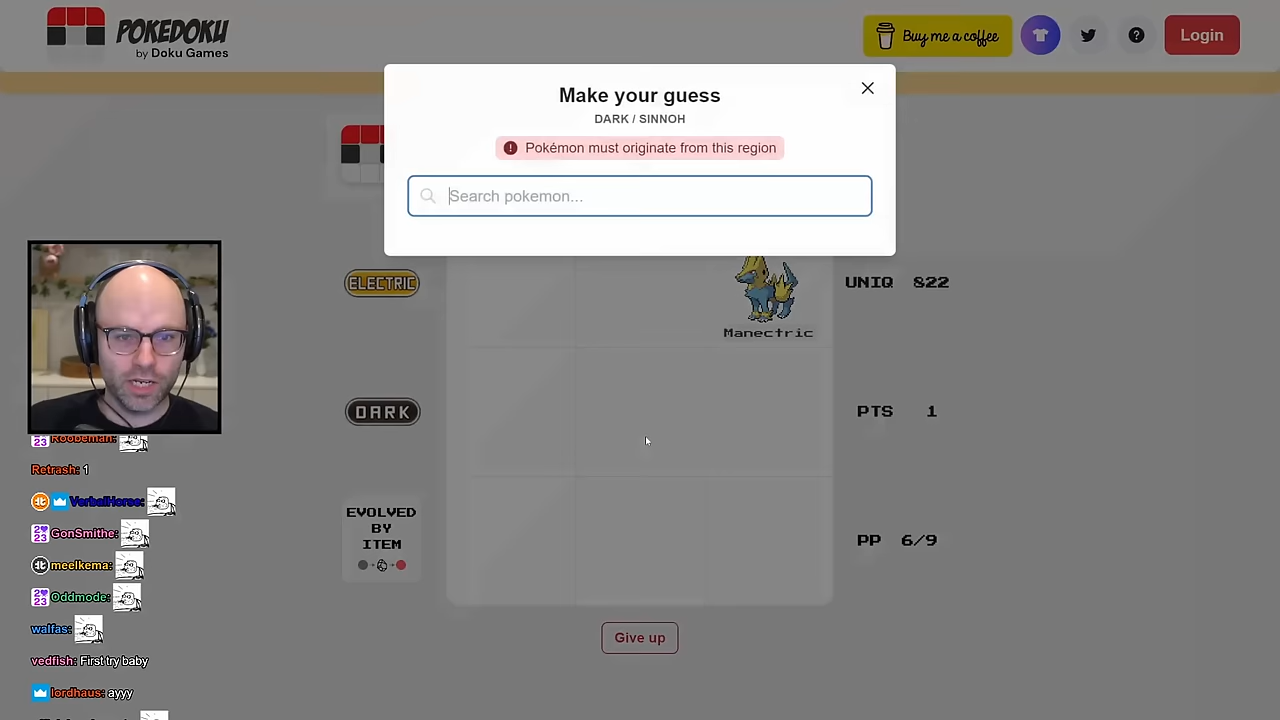 POKEDOKU
by Doku Games
Buy me a coffee
Login
Make your guess
DARK / SINNOH
Pokémon must originate from this region
Search pokemon...
ELECTRIC
Manectric
UNIQ 822
DARK
PTS 1
EVOLVED
BY
ITEM
PP 6/9
Give up
Roobeman:
Retrash: 1
VerbalHorse:
GonSmithe:
meelkema:
Oddmode:
walfas:
vedfish: First try baby
lordhaus: ayyy